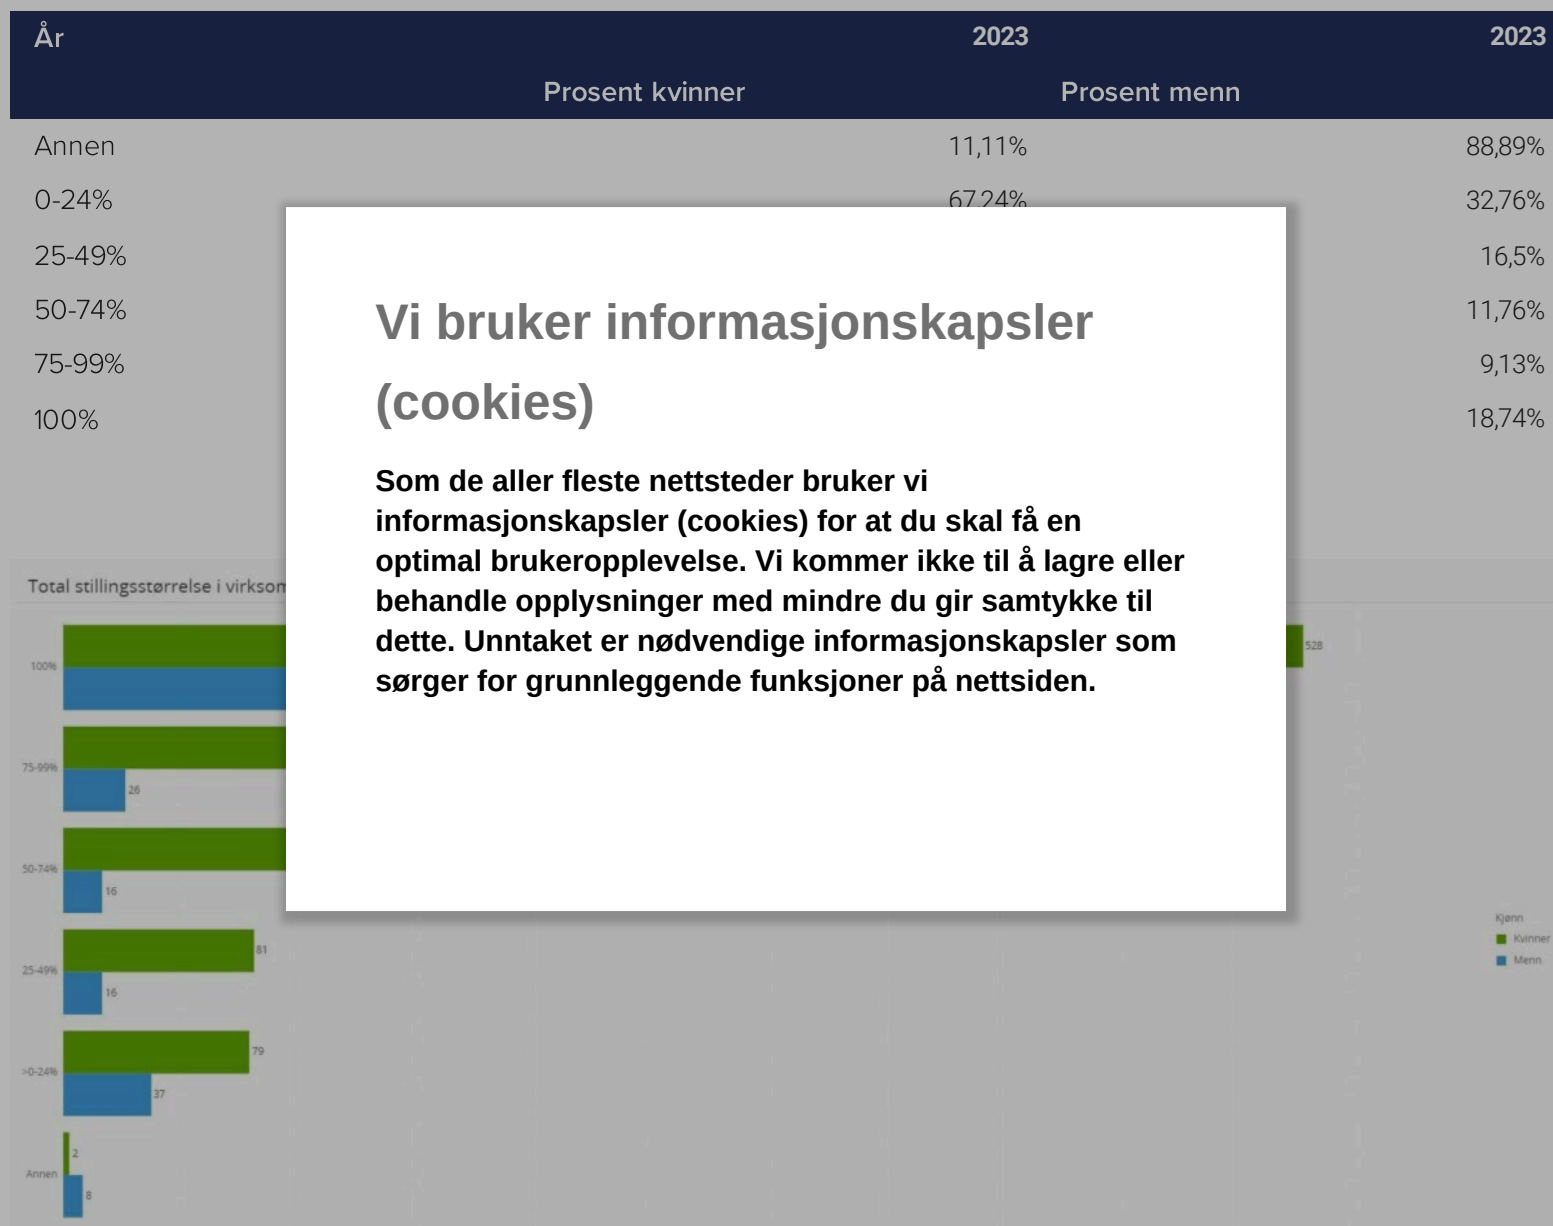 År 2023 2023
Prosent kvinner Prosent menn
Annen 11,11% 88,89%
0-24% 67,24% 32,76%
25-49% 16,5%
50-74% 11,76%
75-99% 9,13%
100% 18,74%
Vi bruker informasjonskapsler
(cookies)
Som de aller fleste nettsteder bruker vi
informasjonskapsler (cookies) for at du skal få en
optimal brukeropplevelse. Vi kommer ikke til å lagre eller
behandle opplysninger med mindre du gir samtykke til
dette. Unntaket er nødvendige informasjonskapsler som
sørger for grunnleggende funksjoner på nettsiden.
Total stillingsstørrelse i
528
100%
75-99%
26
50-74%
16
81
25-49%
16
79
>0-24%
37
2
Annen
8
Kjønn
Kvinner
Menn